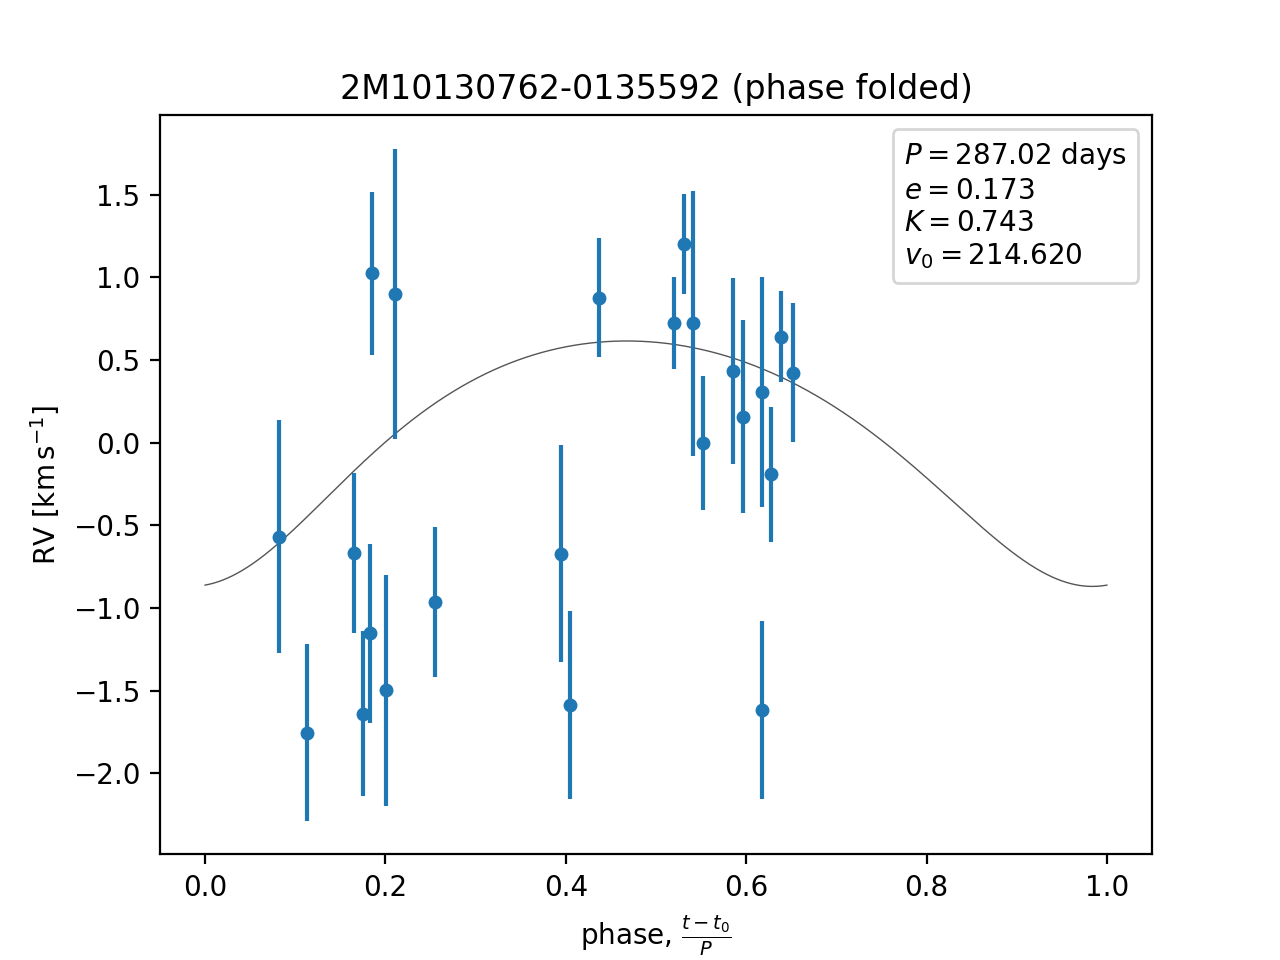 2M10130762-0135592 (phase folded)
P = 287.02 days
e = 0.173
K = 0.743
v₀ = 214.620
RV [km s⁻¹]
1.5
1.0
0.5
0.0
−0.5
−1.0
−1.5
−2.0
0.0 0.2 0.4 0.6 0.8 1.0
phase, (t − t₀)/P